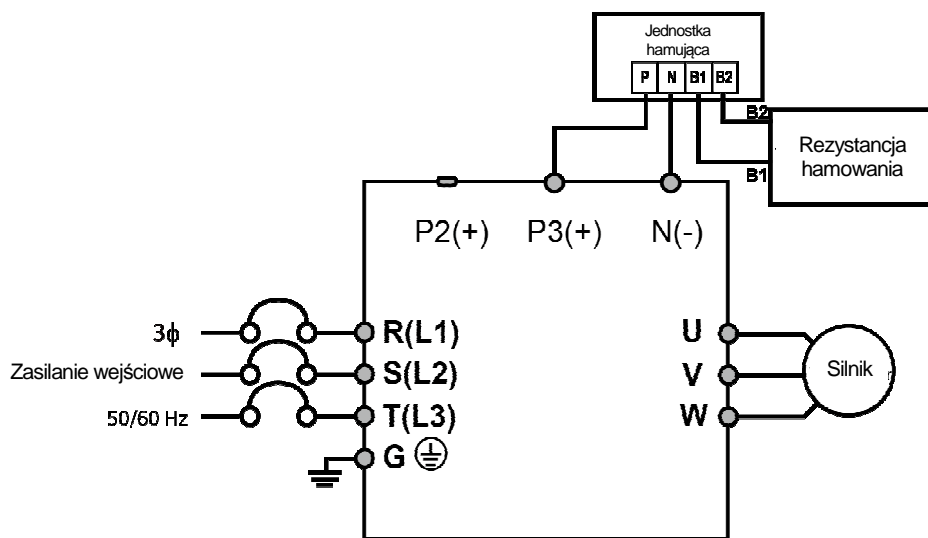 Jednostka
hamująca
P N B1 B2
B2
Rezystancja
hamowania
B1
P2(+) P3(+) N(-)
3ϕ
R(L1)
U
Zasilanie wejściowe
S(L2)
V
Silnik
50/60 Hz
T(L3)
W
G